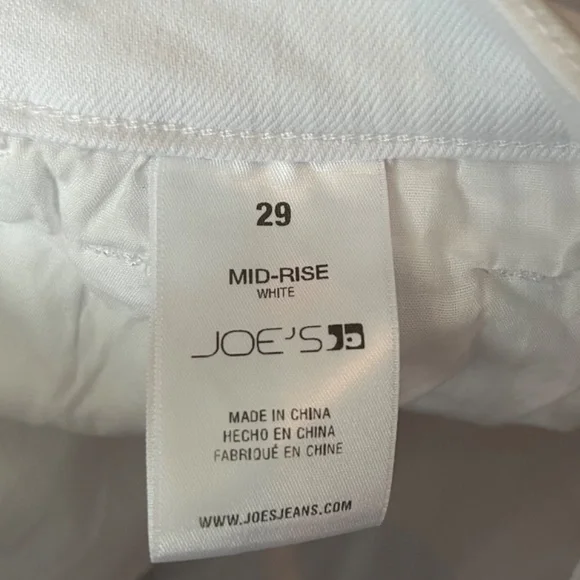 29
MID-RISE
WHITE
JOE'S
MADE IN CHINA
HECHO EN CHINA
FABRIQUÉ EN CHINE
WWW.JOESJEANS.COM